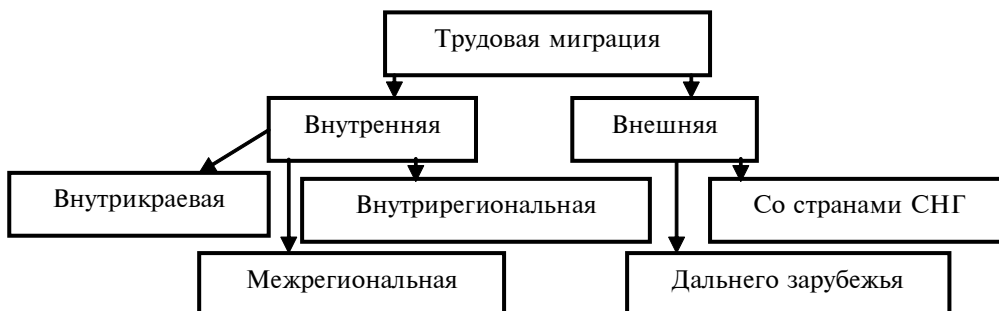 Трудовая миграция
Внутренняя
Внешняя
Внутрикраевая
Внутрирегиональная
Со странами СНГ
Межрегиональная
Дальнего зарубежья